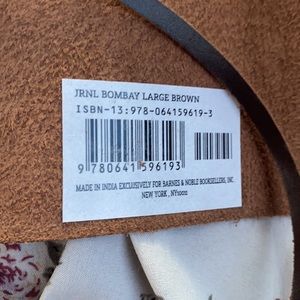 JRNL BOMBAY LARGE BROWN
ISBN-13:978-064159619-3
9 780641 596193
MADE IN INDIA EXCLUSIVELY FOR BARNES & NOBLE BOOKSELLERS, INC.
NEW YORK , NY10011